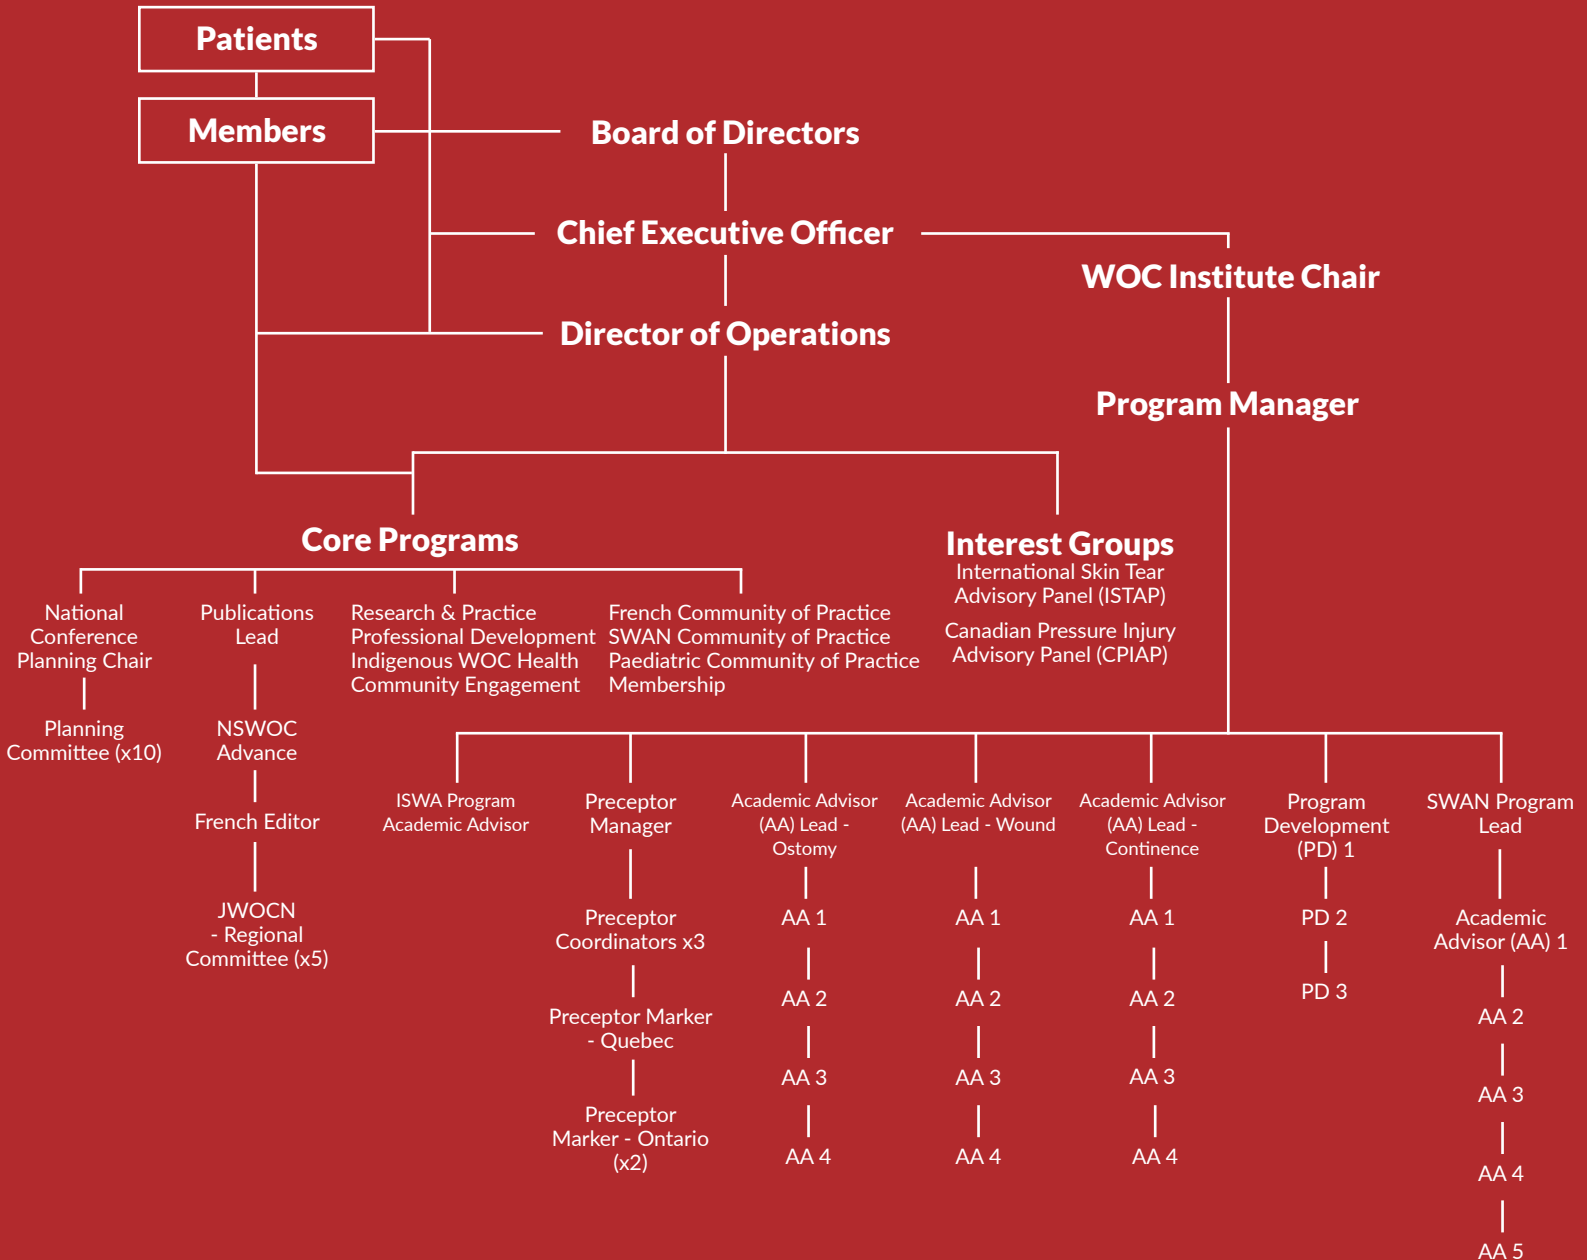 Patients
Members
Board of Directors
Chief Executive Officer
WOC Institute Chair
Director of Operations
Program Manager
Core Programs
National
Conference
Planning Chair
Planning
Committee (x10)
Publications
Lead
NSWOC
Advance
French Editor
JWOCN
- Regional
Committee (x5)
Research & Practice
Professional Development
Indigenous WOC Health
Community Engagement
French Community of Practice
SWAN Community of Practice
Paediatric Community of Practice
Membership
Interest Groups
International Skin Tear
Advisory Panel (ISTAP)
Canadian Pressure Injury
Advisory Panel (CPIAP)
ISWA Program
Academic Advisor
Preceptor
Manager
Preceptor
Coordinators x3
Preceptor Marker
- Quebec
Preceptor
Marker - Ontario
(x2)
Academic Advisor
(AA) Lead -
Ostomy
AA 1
AA 2
AA 3
AA 4
Academic Advisor
(AA) Lead - Wound
AA 1
AA 2
AA 3
AA 4
Academic Advisor
(AA) Lead -
Continence
AA 1
AA 2
AA 3
AA 4
Program
Development
(PD) 1
PD 2
PD 3
SWAN Program
Lead
Academic
Advisor (AA) 1
AA 2
AA 3
AA 4
AA 5